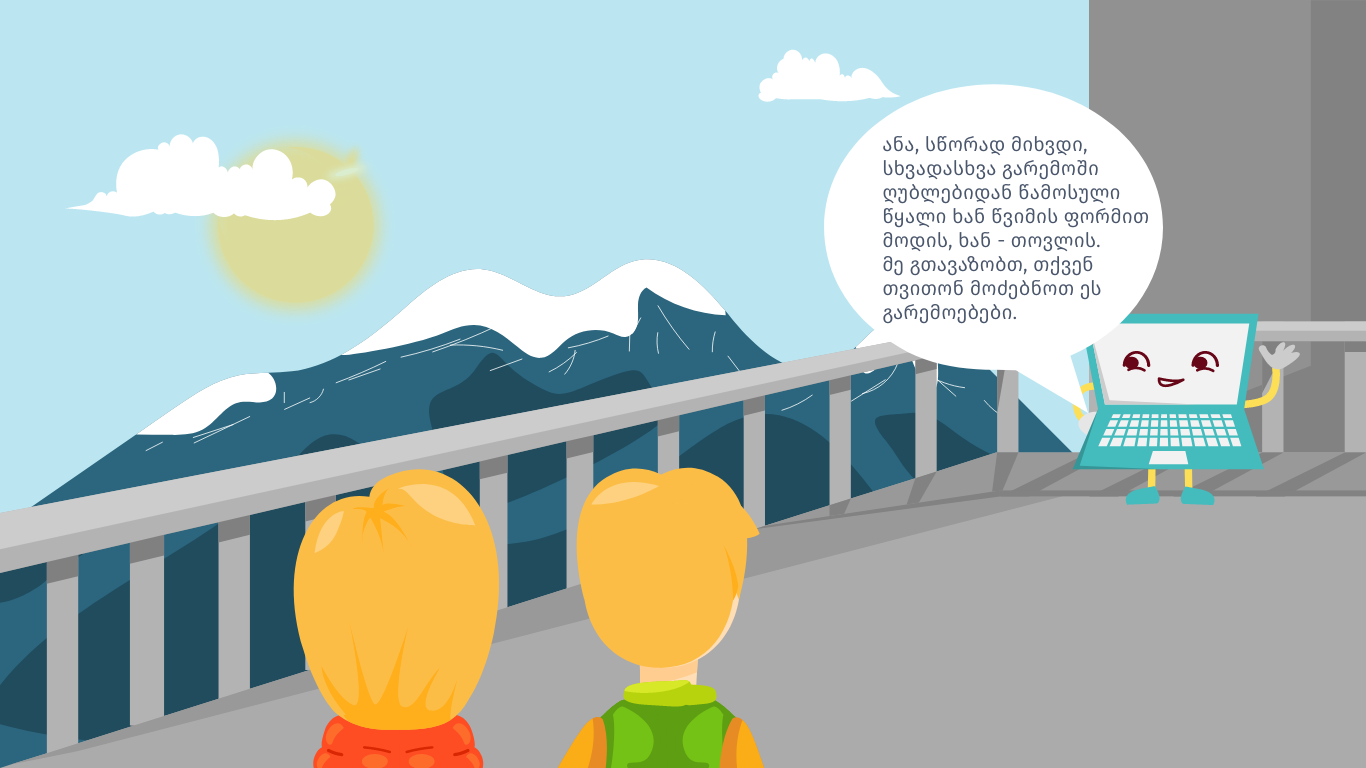 ანა, სწორად მიხვდი,
სხვადასხვა გარემოში
ღუბლებიდან წამოსული
წყალი ხან წვიმის ფორმით
მოდის, ხან - თოვლის.
მე გთავაზობთ, თქვენ
თვითონ მოძებნოთ ეს
გარემოებები.